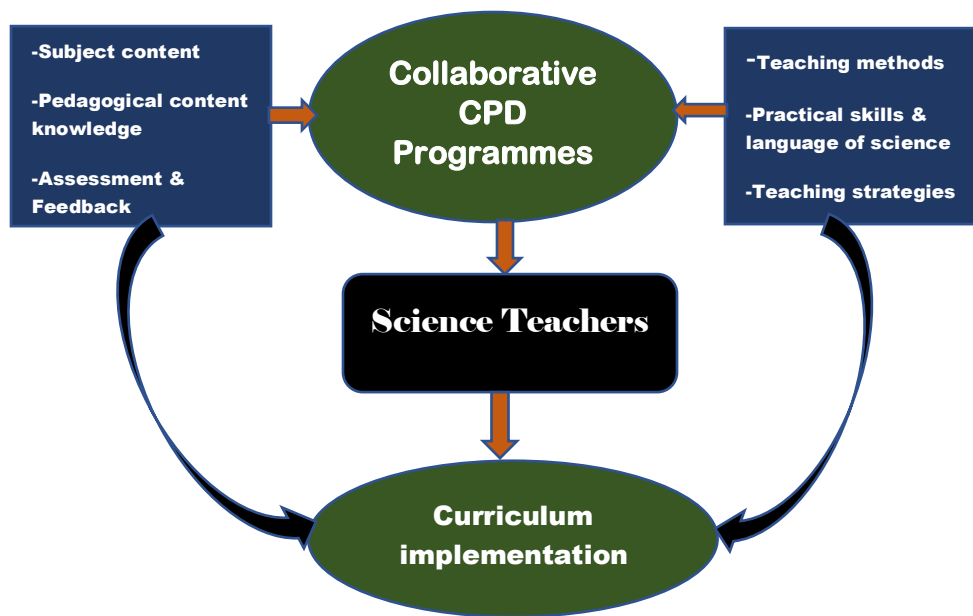 -Subject content
-Pedagogical content
knowledge
-Assessment &
Feedback
Collaborative
CPD
Programmes
-Teaching methods
-Practical skills &
language of science
-Teaching strategies
Science Teachers
Curriculum
implementation